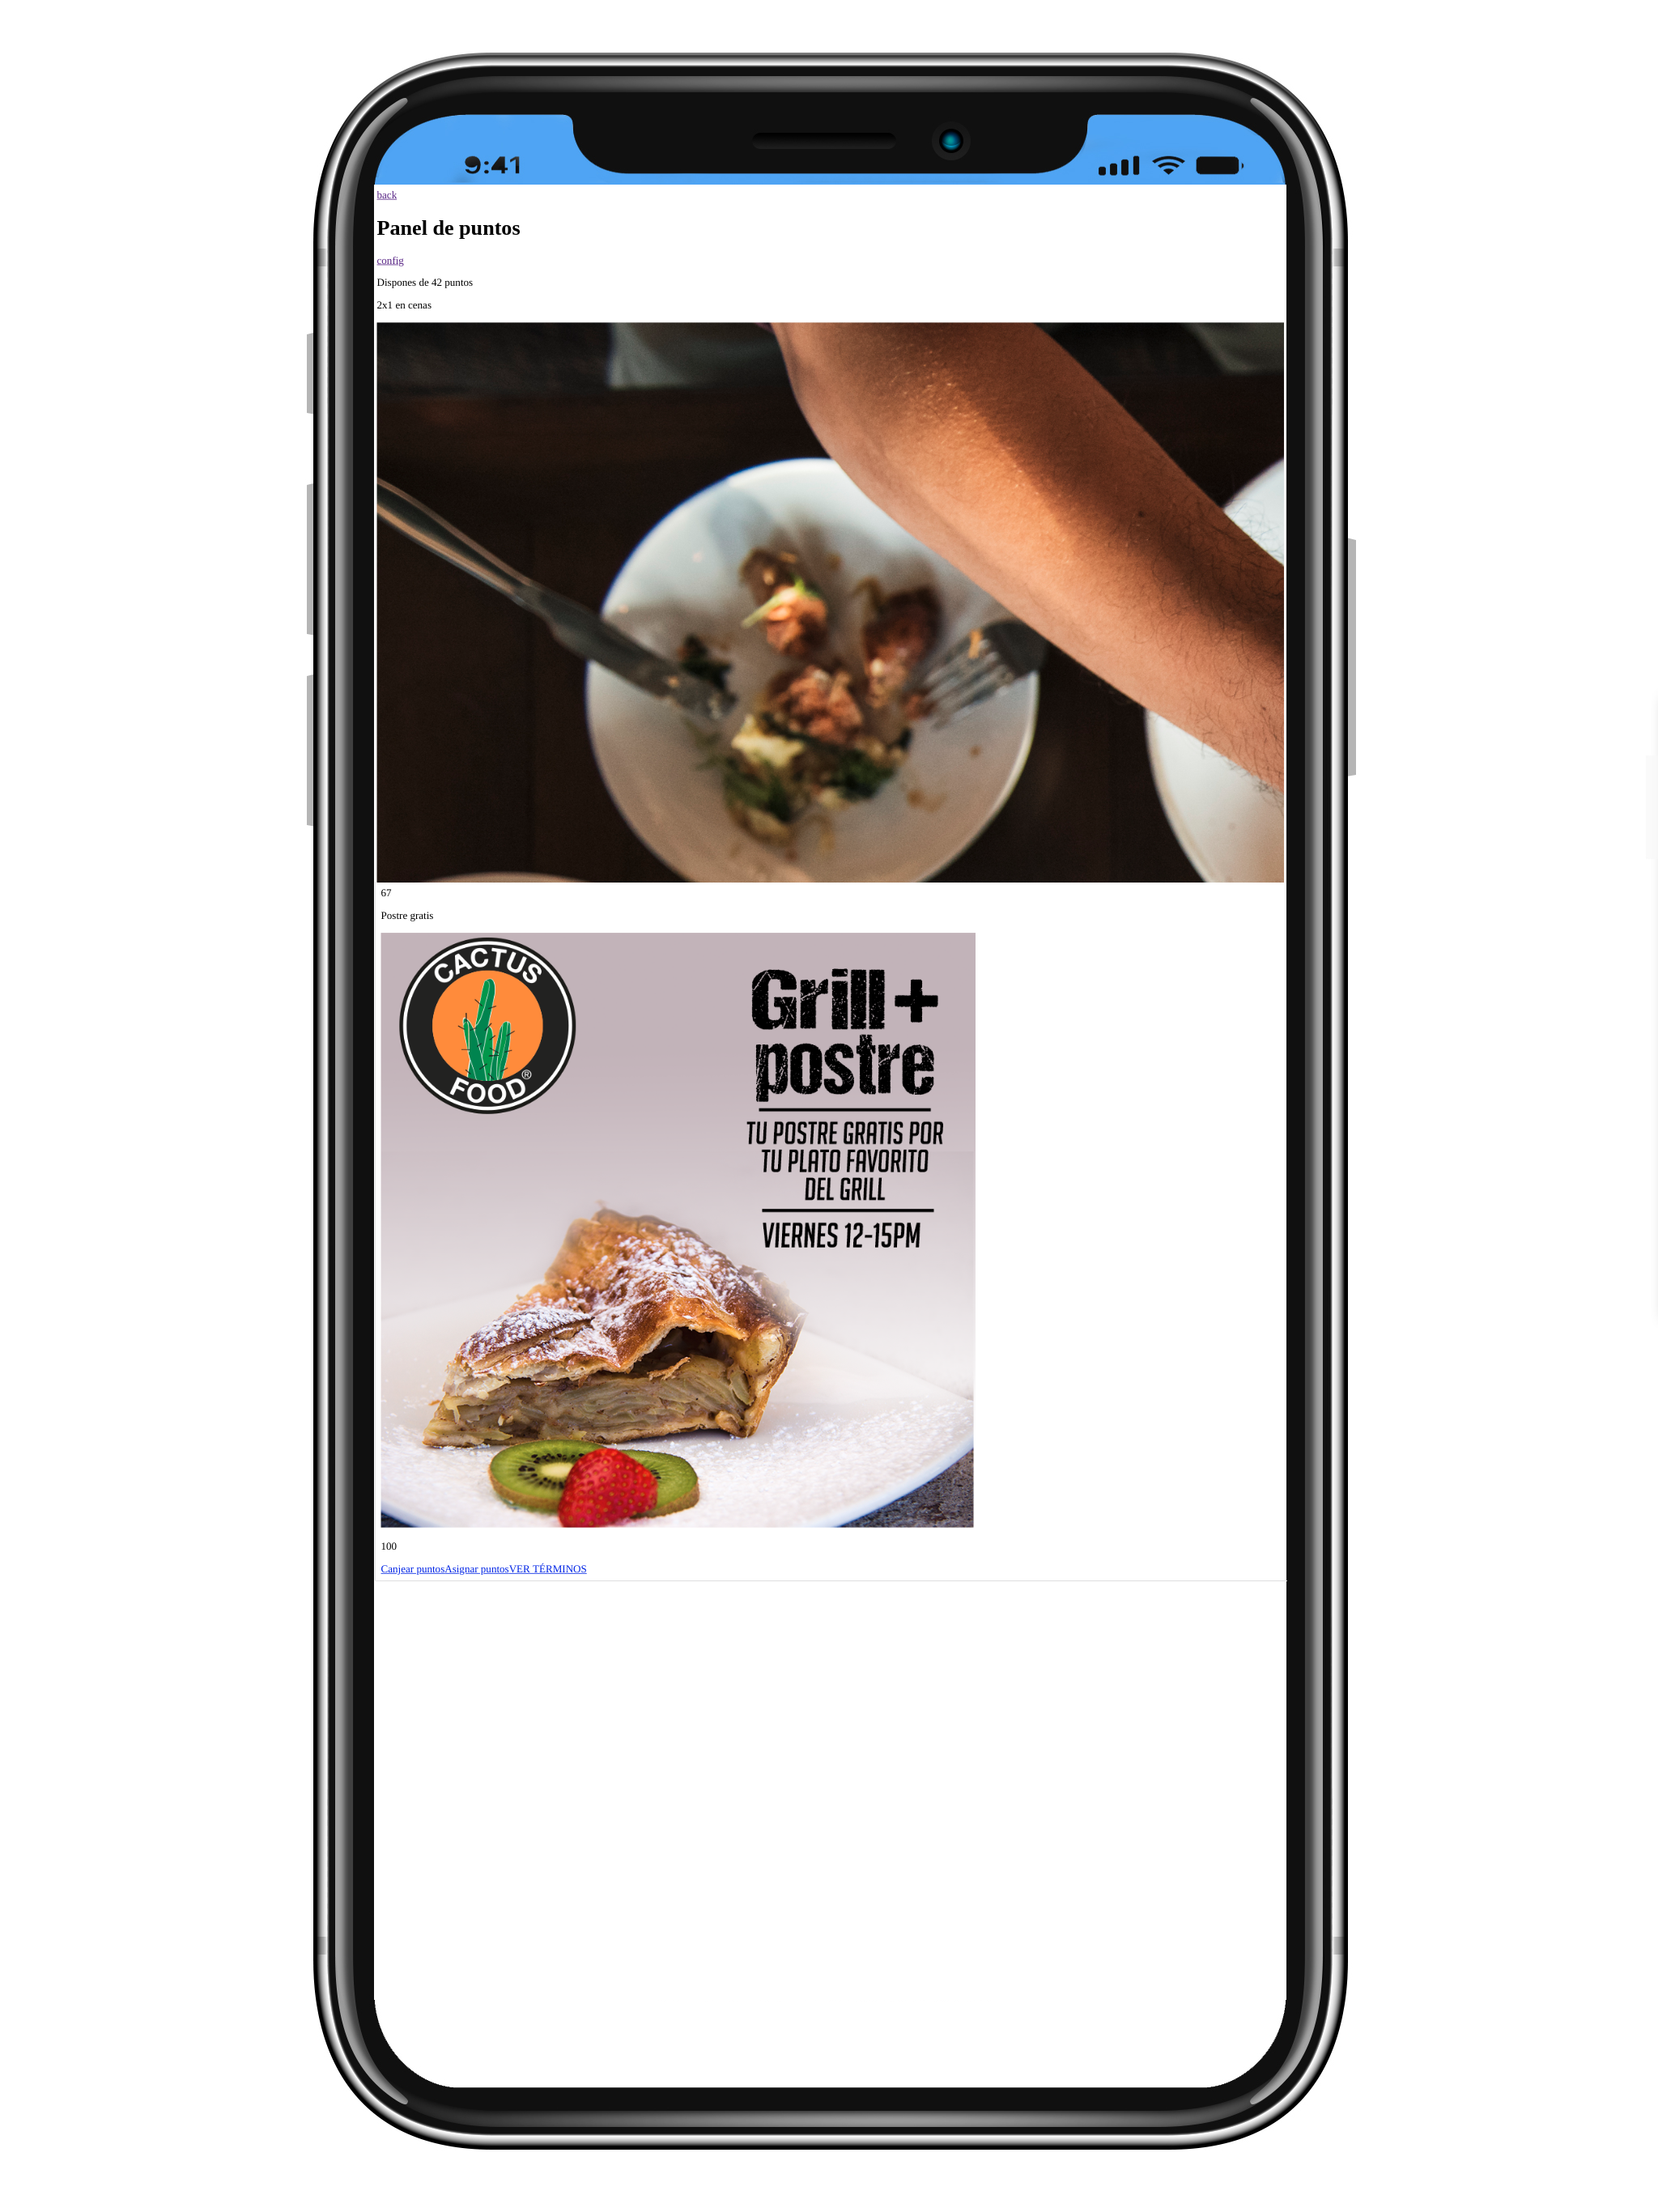 9:41
back
Panel de puntos
config
Dispones de 42 puntos
2x1 en cenas
67
Postre gratis
CACTUS
FOOD®
Grill+
postre
TU POSTRE GRATIS POR
TU PLATO FAVORITO
DEL GRILL
VIERNES 12-15PM
100
Canjear puntosAsignar puntosVER TÉRMINOS